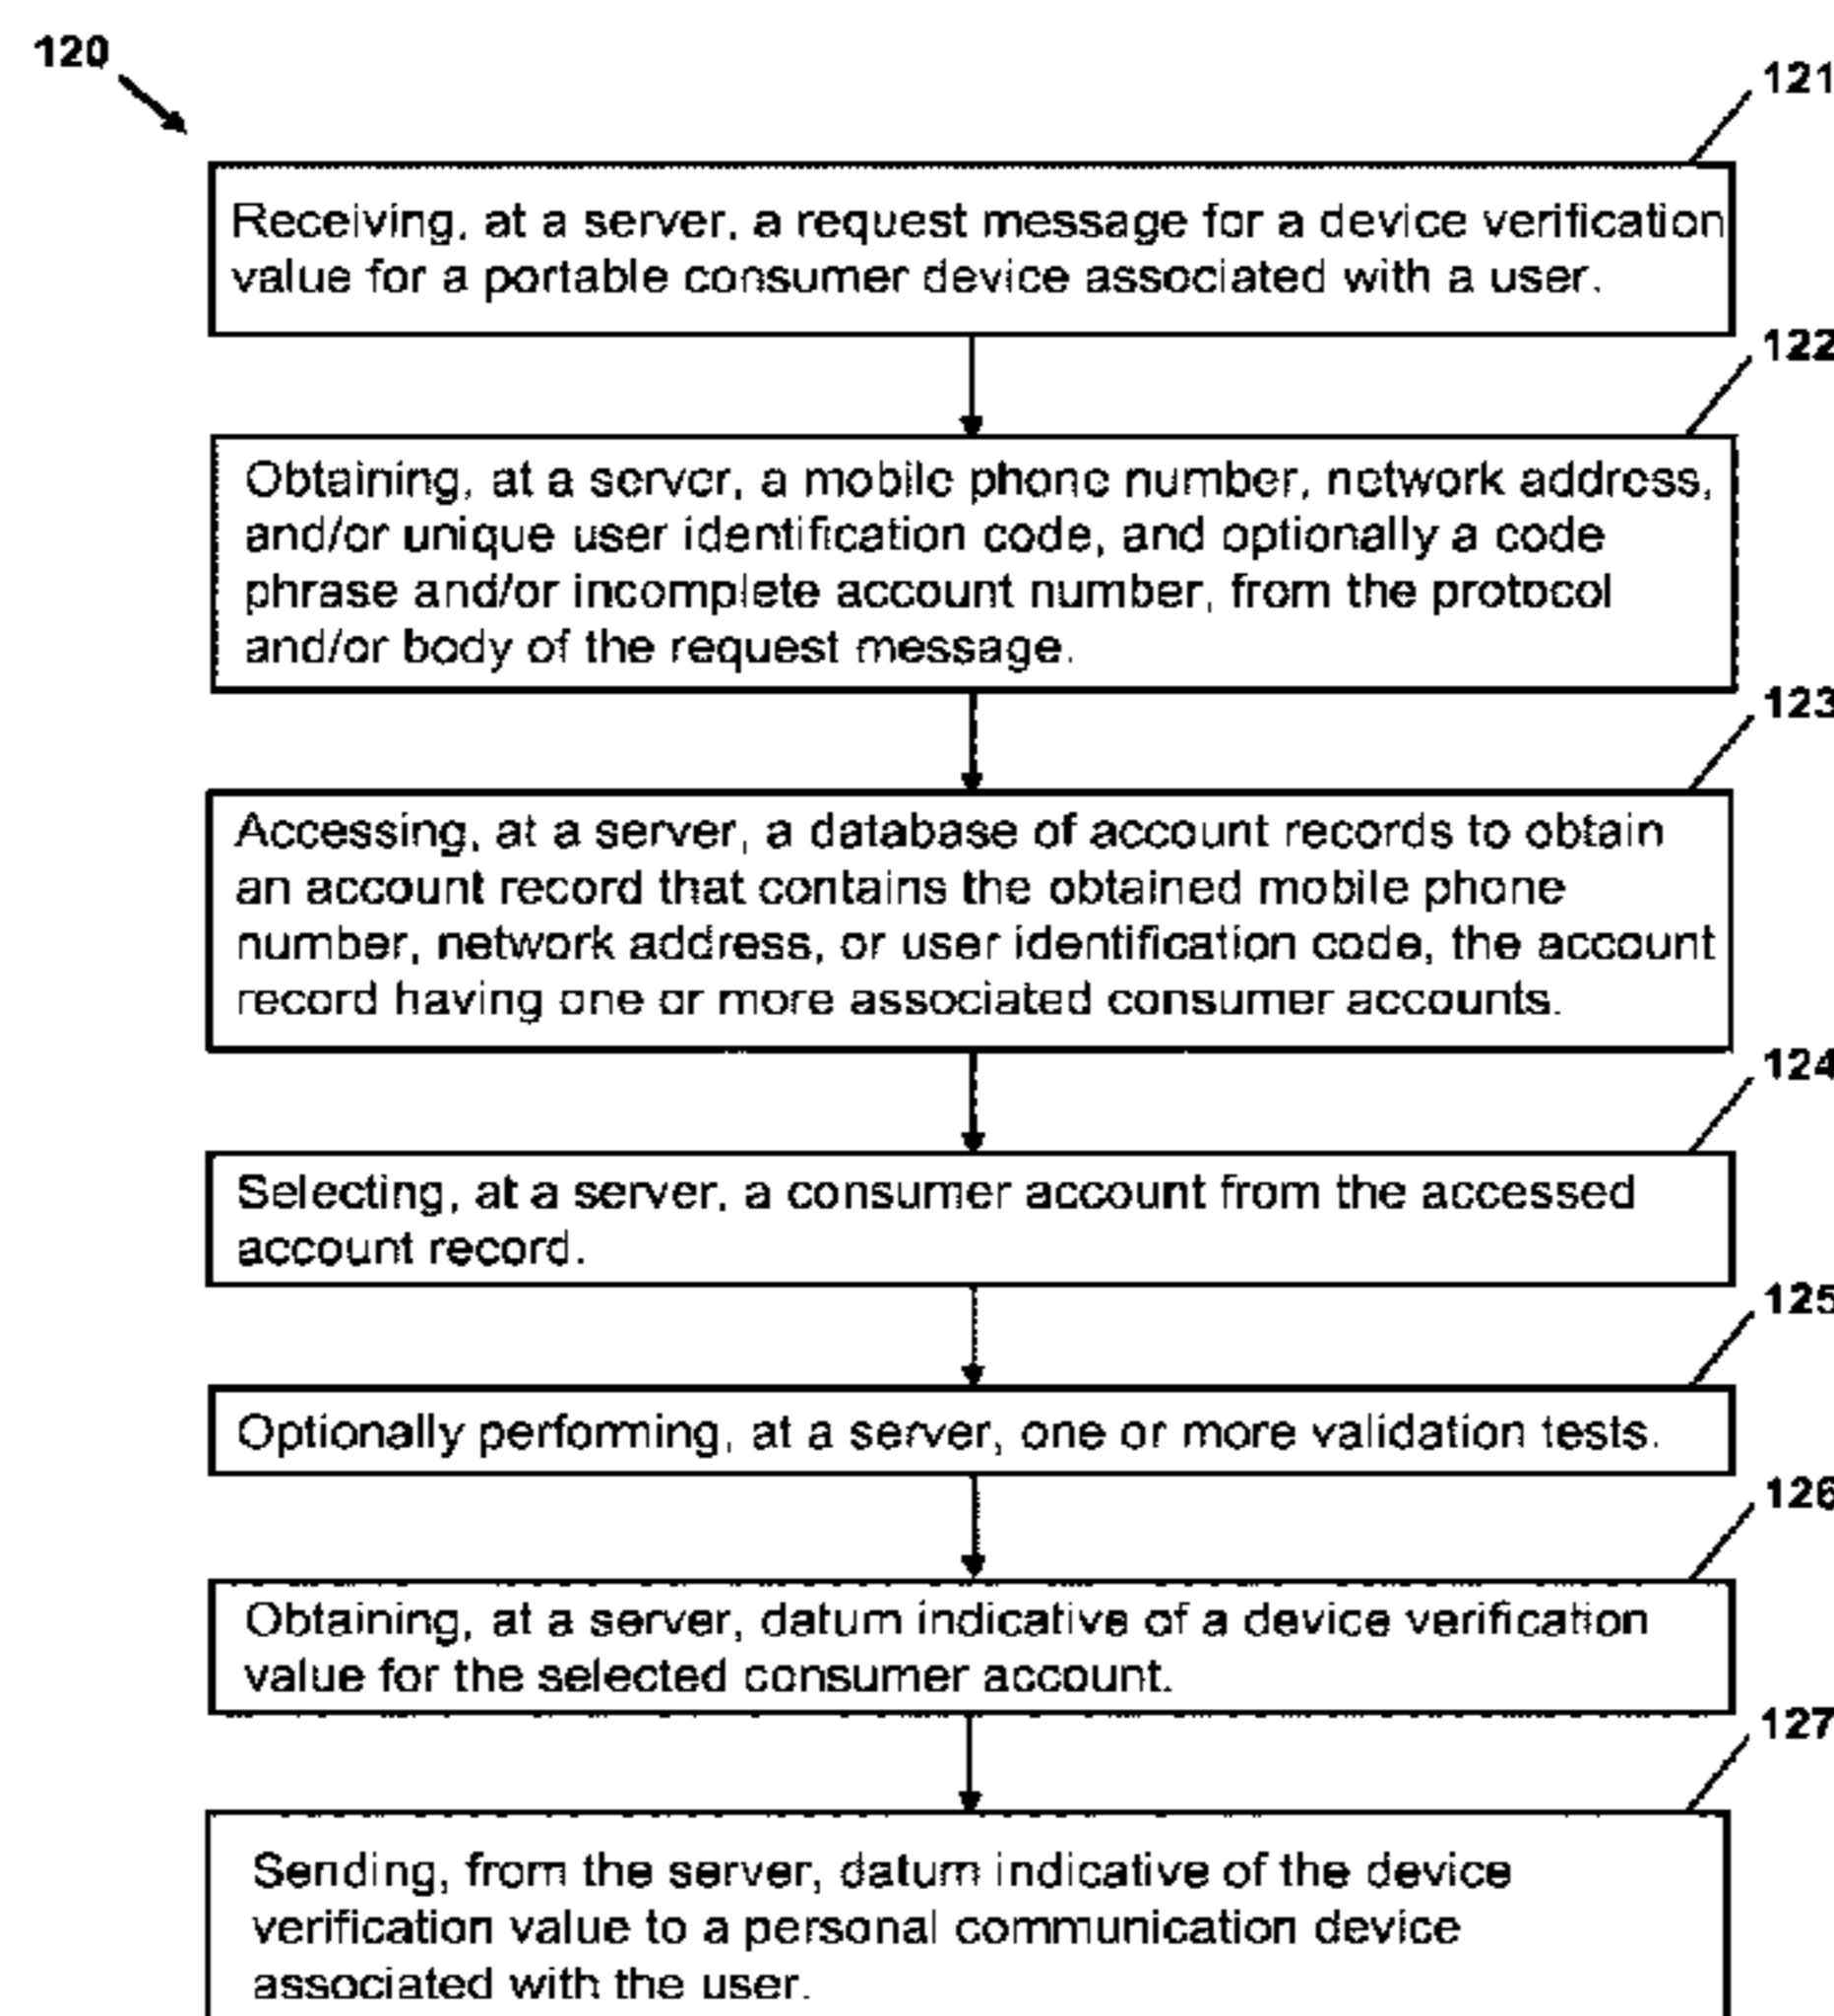 120
121
Receiving, at a server, a request message for a device verification
value for a portable consumer device associated with a user.
122
Obtaining, at a server, a mobile phone number, network address,
and/or unique user identification code, and optionally a code
phrase and/or incomplete account number, from the protocol
and/or body of the request message.
123
Accessing, at a server, a database of account records to obtain
an account record that contains the obtained mobile phone
number, network address, or user identification code, the account
record having one or more associated consumer accounts.
124
Selecting, at a server, a consumer account from the accessed
account record.
125
Optionally performing, at a server, one or more validation tests.
126
Obtaining, at a server, datum indicative of a device verification
value for the selected consumer account.
127
Sending, from the server, datum indicative of the device
verification value to a personal communication device
associated with the user.